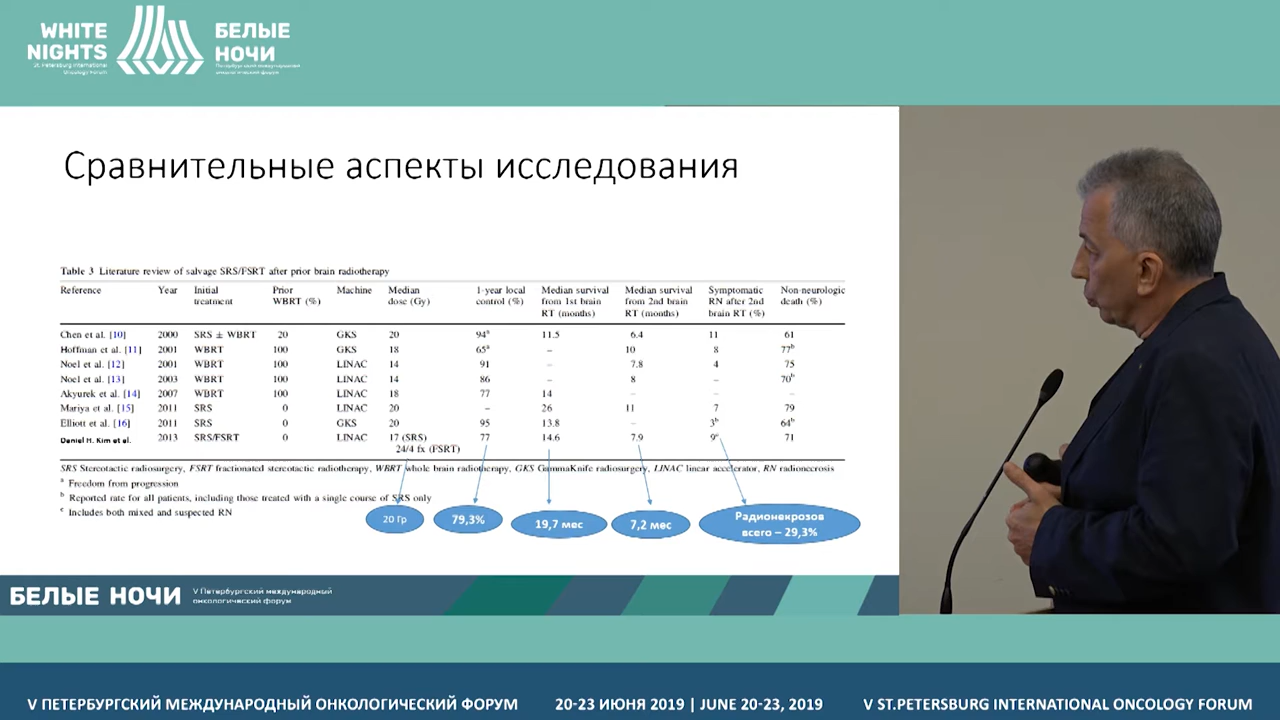 WHITE NIGHTS
St. Petersburg International Oncology Forum
БЕЛЫЕ НОЧИ
Петербургский международный онкологический форум
Сравнительные аспекты исследования
Table 3 Literature review of salvage SRS/FSRT after prior brain radiotherapy
Reference Year Initial treatment Prior WBRT (%) Machine Median dose (Gy) 1-year local control (%) Median survival from 1st brain RT (months) Median survival from 2nd brain RT (months) Symptomatic RN after 2nd brain RT (%) Non-neurologic death (%)
Chen et al. [10] 2000 SRS ± WBRT 20 GKS 20 94a 11.5 6.4 11 61
Hoffman et al. [11] 2001 WBRT 100 GKS 18 65a – 10 8 77b
Noel et al. [12] 2001 WBRT 100 LINAC 14 91 – 7.8 4 75
Noel et al. [13] 2003 WBRT 100 LINAC 14 86 – 8 – 70b
Akyurek et al. [14] 2007 WBRT 100 LINAC 18 77 14 – – –
Mariya et al. [15] 2011 SRS 0 LINAC 20 – 26 11 7 79
Elliott et al. [16] 2011 SRS 0 GKS 20 95 13.8 – 3b 64b
Daniel H. Kim et al. 2013 SRS/FSRT 0 LINAC 17 (SRS) 77 14.6 7.9 9c 71
24/4 fx (FSRT)
SRS Stereotactic radiosurgery, FSRT fractionated stereotactic radiotherapy, WBRT whole brain radiotherapy, GKS GammaKnife radiosurgery, LINAC linear accelerator, RN radionecrosis
a Freedom from progression
b Reported rate for all patients, including those treated with a single course of SRS only
c Includes both mixed and suspected RN
20 Гр
79,3%
19,7 мес
7,2 мес
Радионекрозов
всего – 29,3%
БЕЛЫЕ НОЧИ
V Петербургский международный
онкологический форум
V ПЕТЕРБУРГСКИЙ МЕЖДУНАРОДНЫЙ ОНКОЛОГИЧЕСКИЙ ФОРУМ 20-23 ИЮНЯ 2019 | JUNE 20-23, 2019 V ST.PETERSBURG INTERNATIONAL ONCOLOGY FORUM